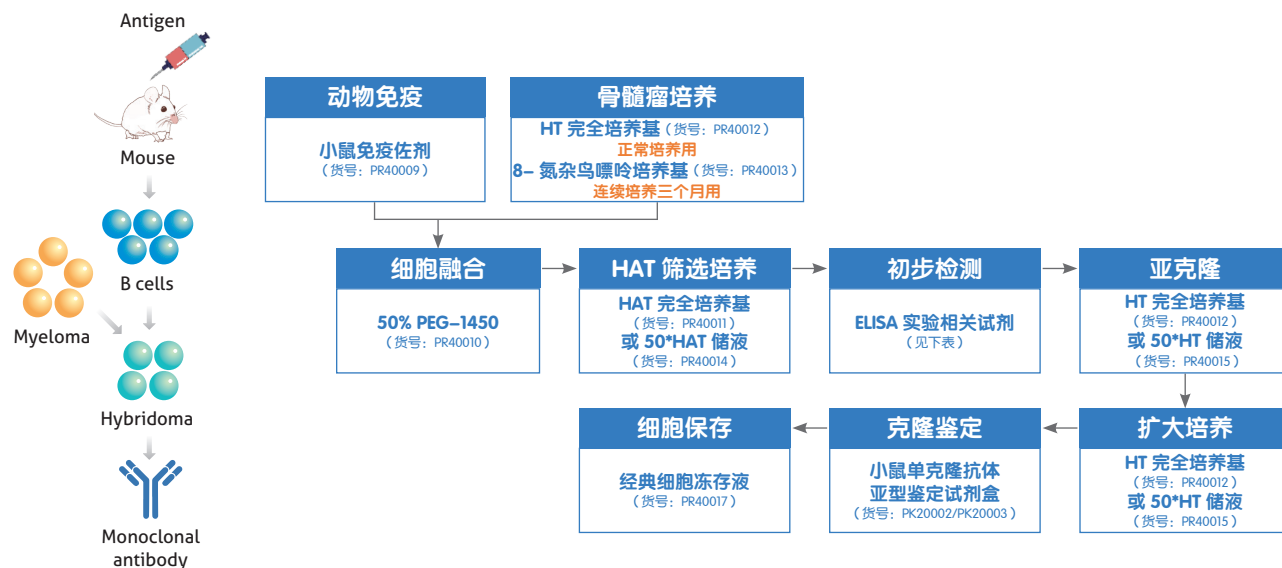 Antigen
Mouse
B cells
Myeloma
Hybridoma
Monoclonal
antibody
动物免疫
小鼠免疫佐剂
（货号：PR40009）
骨髓瘤培养
HT 完全培养基（货号：PR40012）
正常培养用
8- 氮杂鸟嘌呤培养基（货号：PR40013）
连续培养三个月用
细胞融合
50% PEG-1450
（货号：PR40010）
HAT 筛选培养
HAT 完全培养基
（货号：PR40011）
或 50*HAT 储液
（货号：PR40014）
初步检测
ELISA 实验相关试剂
（见下表）
亚克隆
HT 完全培养基
（货号：PR40012）
或 50*HT 储液
（货号：PR40015）
扩大培养
HT 完全培养基
（货号：PR40012）
或 50*HT 储液
（货号：PR40015）
克隆鉴定
小鼠单克隆抗体
亚型鉴定试剂盒
（货号：PK20002/PK20003）
细胞保存
经典细胞冻存液
（货号：PR40017）